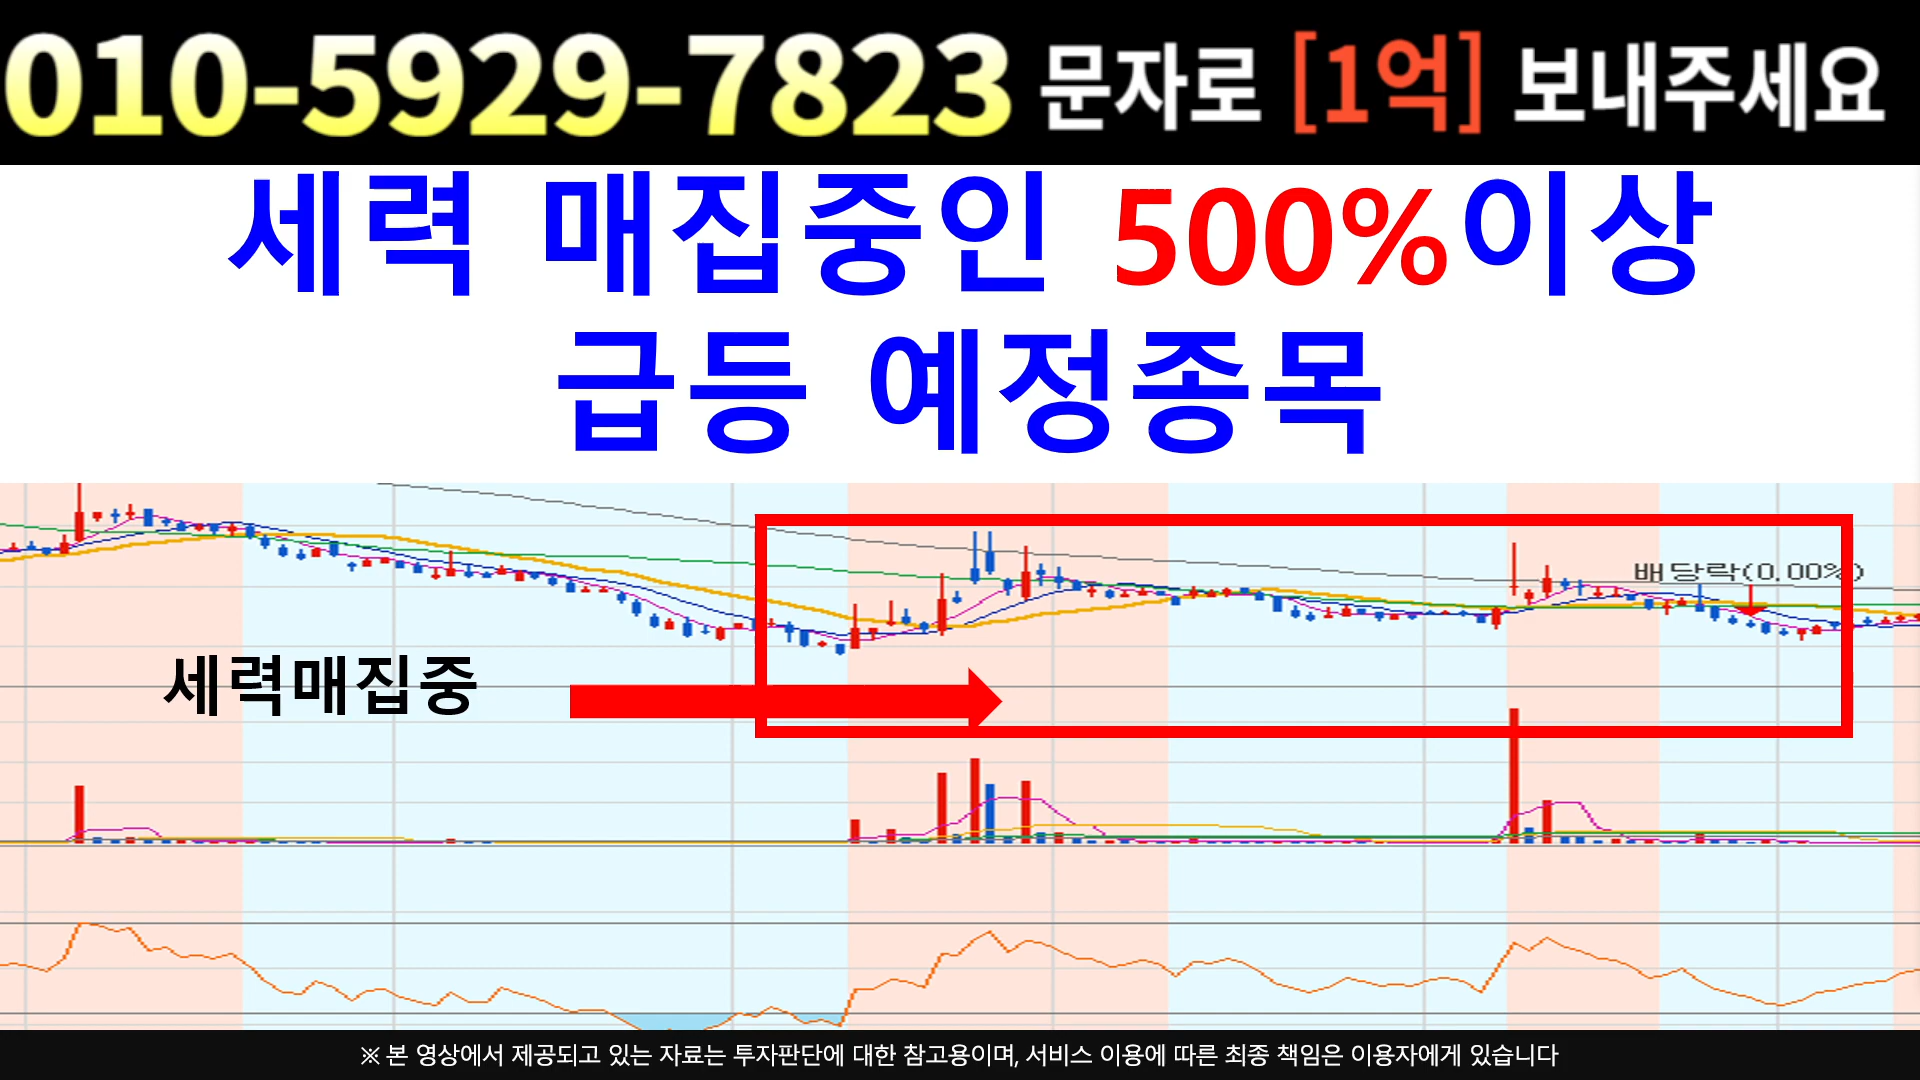 010-5929-7823 문자로 [1억] 보내주세요
세력 매집중인 500%이상
급등 예정종목
배당락(0.00%)
세력매집중
※ 본 영상에서 제공되고 있는 자료는 투자판단에 대한 참고용이며, 서비스 이용에 따른 최종 책임은 이용자에게 있습니다